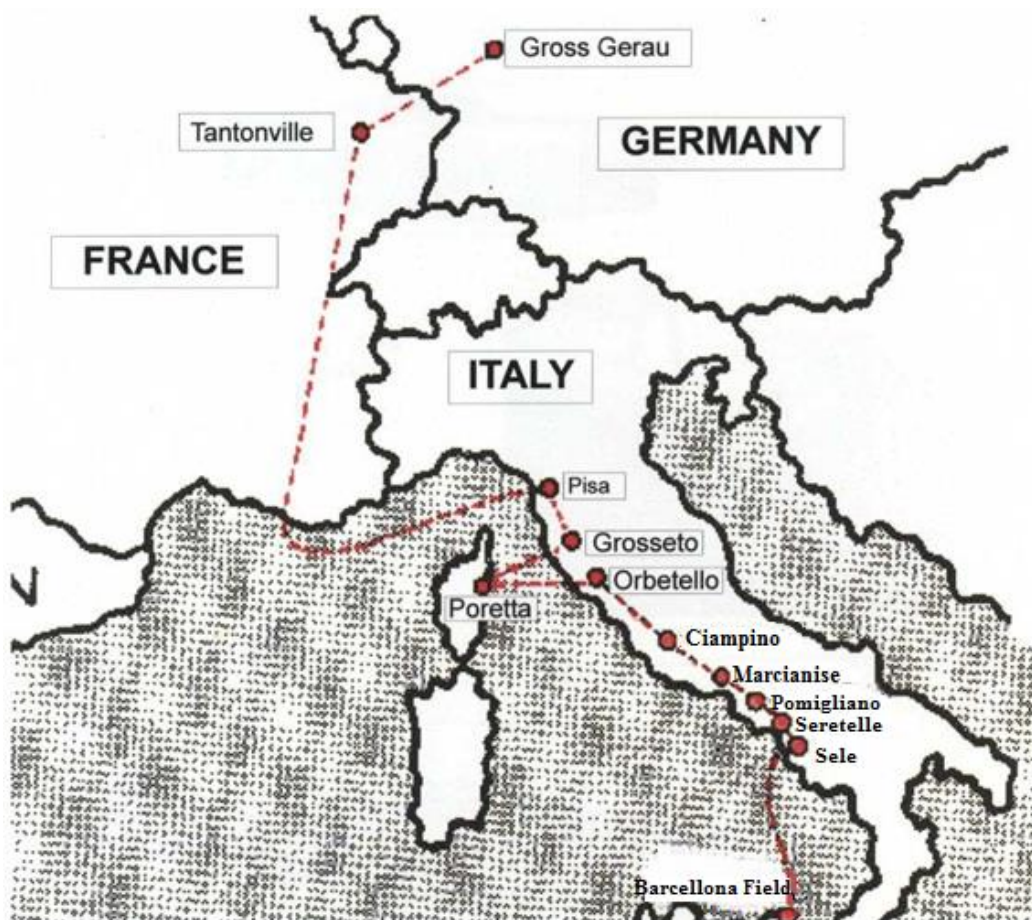 Gross Gerau
Tantonville
GERMANY
FRANCE
ITALY
Pisa
Grosseto
Orbetello
Poretta
Ciampino
Marcianise
Pomigliano
Seretelle
Sele
Barcellona Field